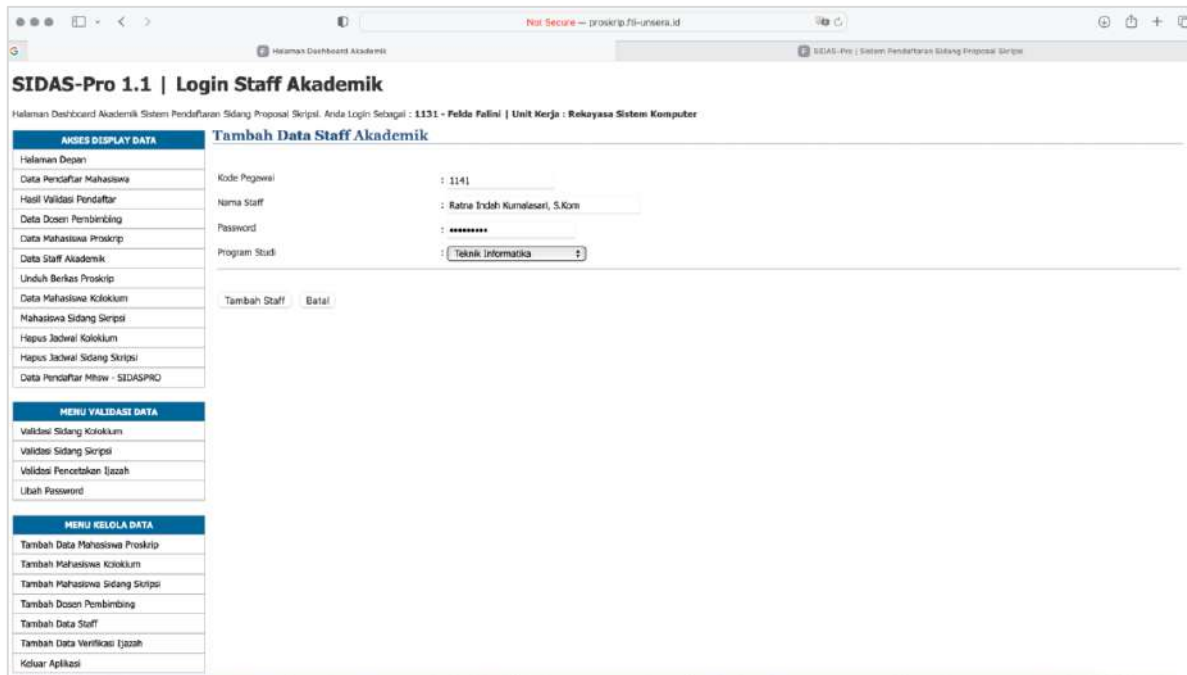 Not Secure — proskrip.fti-unsera.id
G
Halaman Dashboard Akademik
SIDAS-Pro | Sistem Pendaftaran Sidang Proposal Skripsi
SIDAS-Pro 1.1 | Login Staff Akademik
Halaman Dashboard Akademik Sistem Pendaftaran Sidang Proposal Skripsi. Anda Login Sebagai : 1131 - Felda Falini | Unit Kerja : Rekayasa Sistem Komputer
AKSES DISPLAY DATA
Halaman Depan
Data Pendaftar Mahasiswa
Hasil Validasi Pendaftar
Data Dosen Pembimbing
Data Mahasiswa Proskrip
Data Staff Akademik
Unduh Berkas Proskrip
Data Mahasiswa Kolokium
Mahasiswa Sidang Skripsi
Hapus Jadwal Kolokium
Hapus Jadwal Sidang Skripsi
Data Pendaftar Mhsw - SIDASPRO
MENU VALIDASI DATA
Validasi Sidang Kolokium
Validasi Sidang Skripsi
Validasi Pencetakan Ijazah
Ubah Password
MENU KELOLA DATA
Tambah Data Mahasiswa Proskrip
Tambah Mahasiswa Kolokium
Tambah Mahasiswa Sidang Skripsi
Tambah Dosen Pembimbing
Tambah Data Staff
Tambah Data Verifikasi Ijazah
Keluar Aplikasi
Tambah Data Staff Akademik
Kode Pegawai : 1141
Nama Staff : Ratna Indah Kumalasari, S.Kom
Password : •••••••••
Program Studi : Teknik Informatika
Tambah Staff Batal